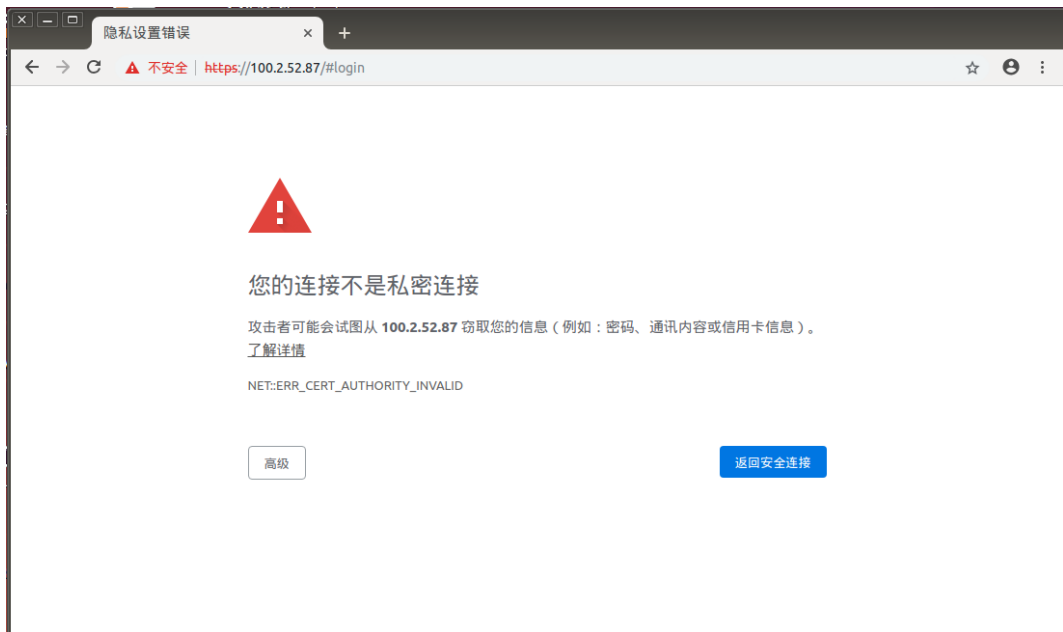 隐私设置错误
不安全 https://100.2.52.87/#login
您的连接不是私密连接
攻击者可能会试图从 100.2.52.87 窃取您的信息（例如：密码、通讯内容或信用卡信息）。
了解详情
NET::ERR_CERT_AUTHORITY_INVALID
高级 返回安全连接